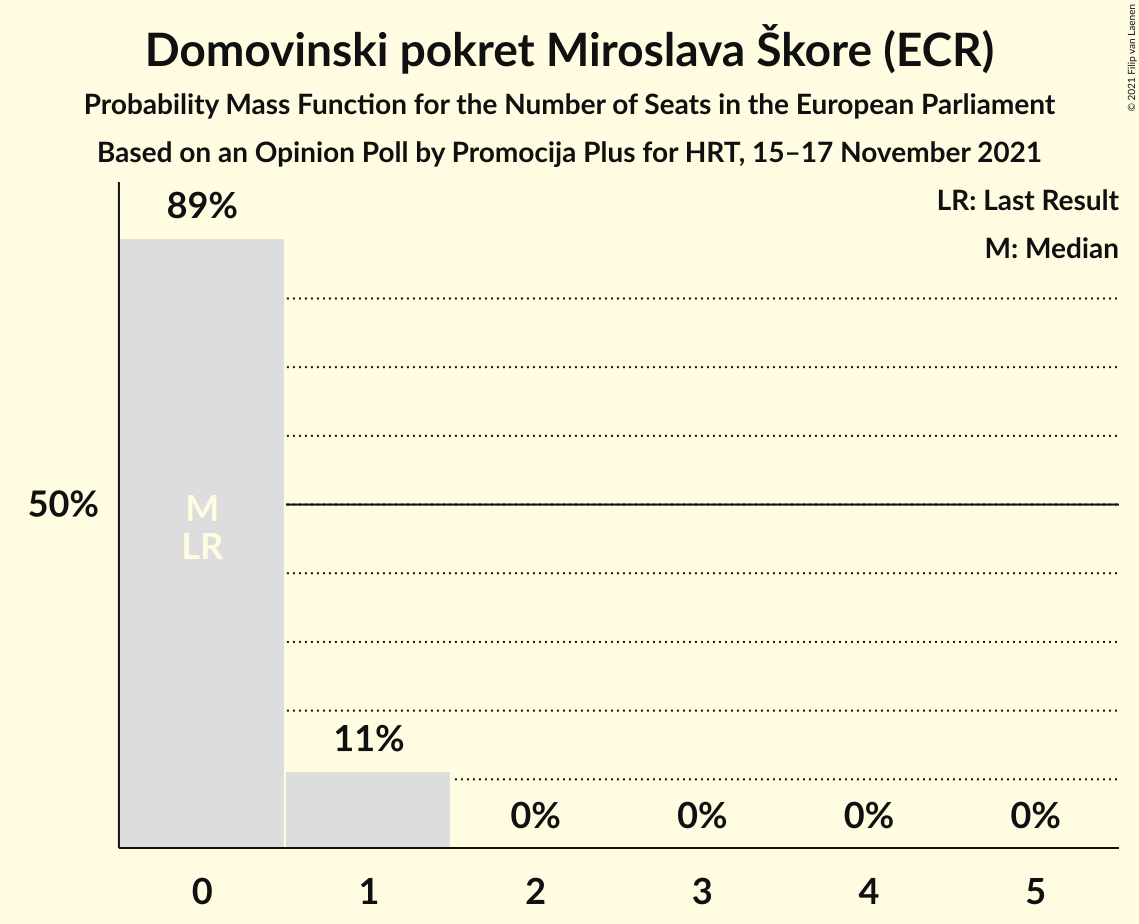 Domovinski pokret Miroslava Škore (ECR)
Probability Mass Function for the Number of Seats in the European Parliament
Based on an Opinion Poll by Promocija Plus for HRT, 15–17 November 2021
© 2021 Filip van Laenen
LR: Last Result
M: Median
89%
50%
M
LR
11%
0%
0%
0%
0%
0
1
2
3
4
5